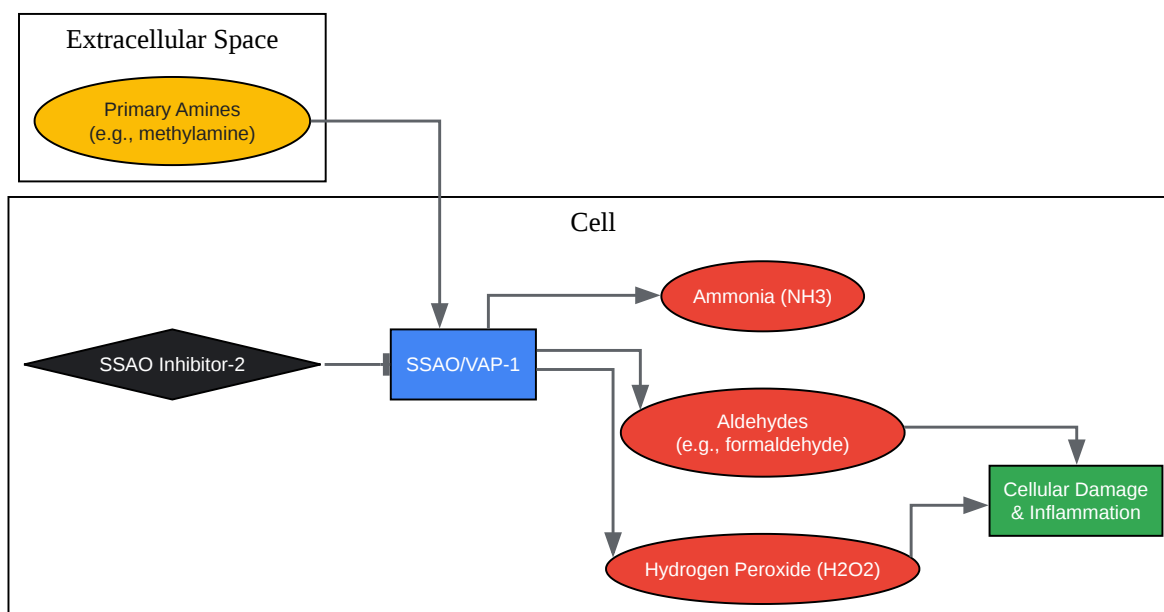 Extracellular Space
Primary Amines
(e.g., methylamine)
Cell
Ammonia (NH3)
SSAO Inhibitor-2
SSAO/VAP-1
Aldehydes
(e.g., formaldehyde)
Cellular Damage
& Inflammation
Hydrogen Peroxide (H2O2)